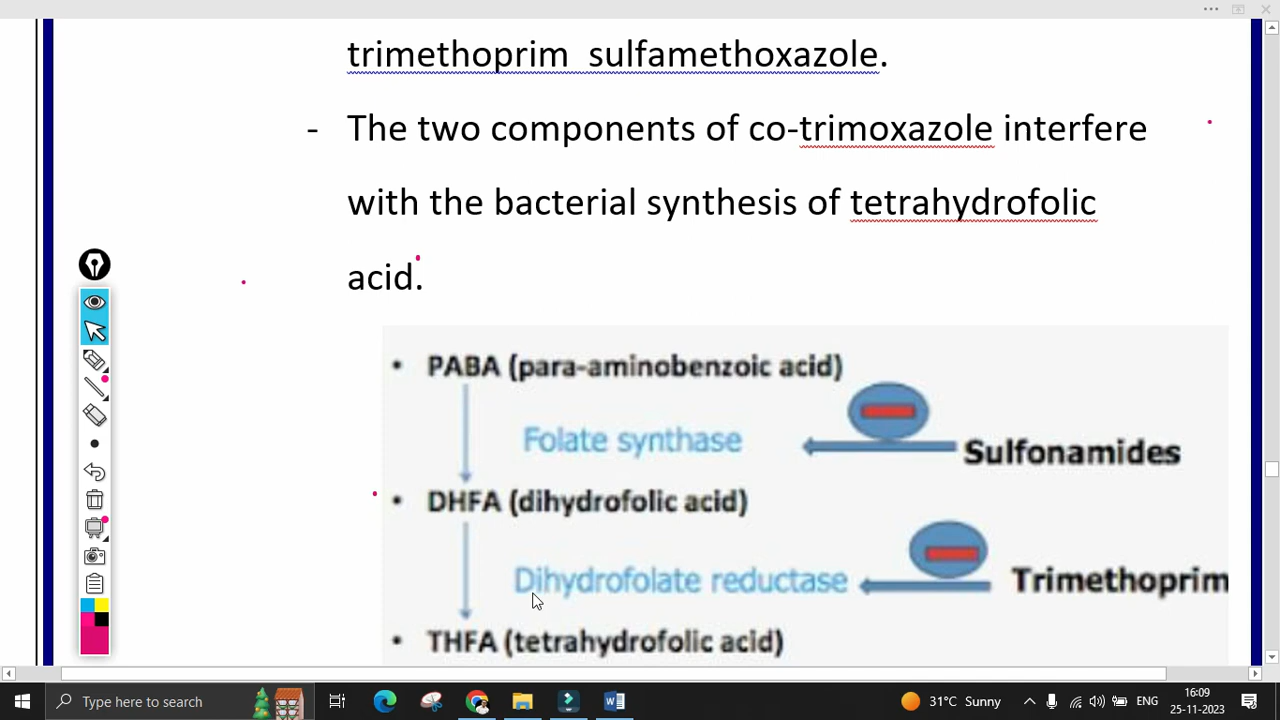 trimethoprim sulfamethoxazole.
- The two components of co-trimoxazole interfere
with the bacterial synthesis of tetrahydrofolic
acid.
• PABA (para-aminobenzoic acid)
Folate synthase
Sulfonamides
• DHFA (dihydrofolic acid)
Dihydrofolate reductase
Trimethoprim
• THFA (tetrahydrofolic acid)
Type here to search
31°C Sunny
ENG
16:09
25-11-2023